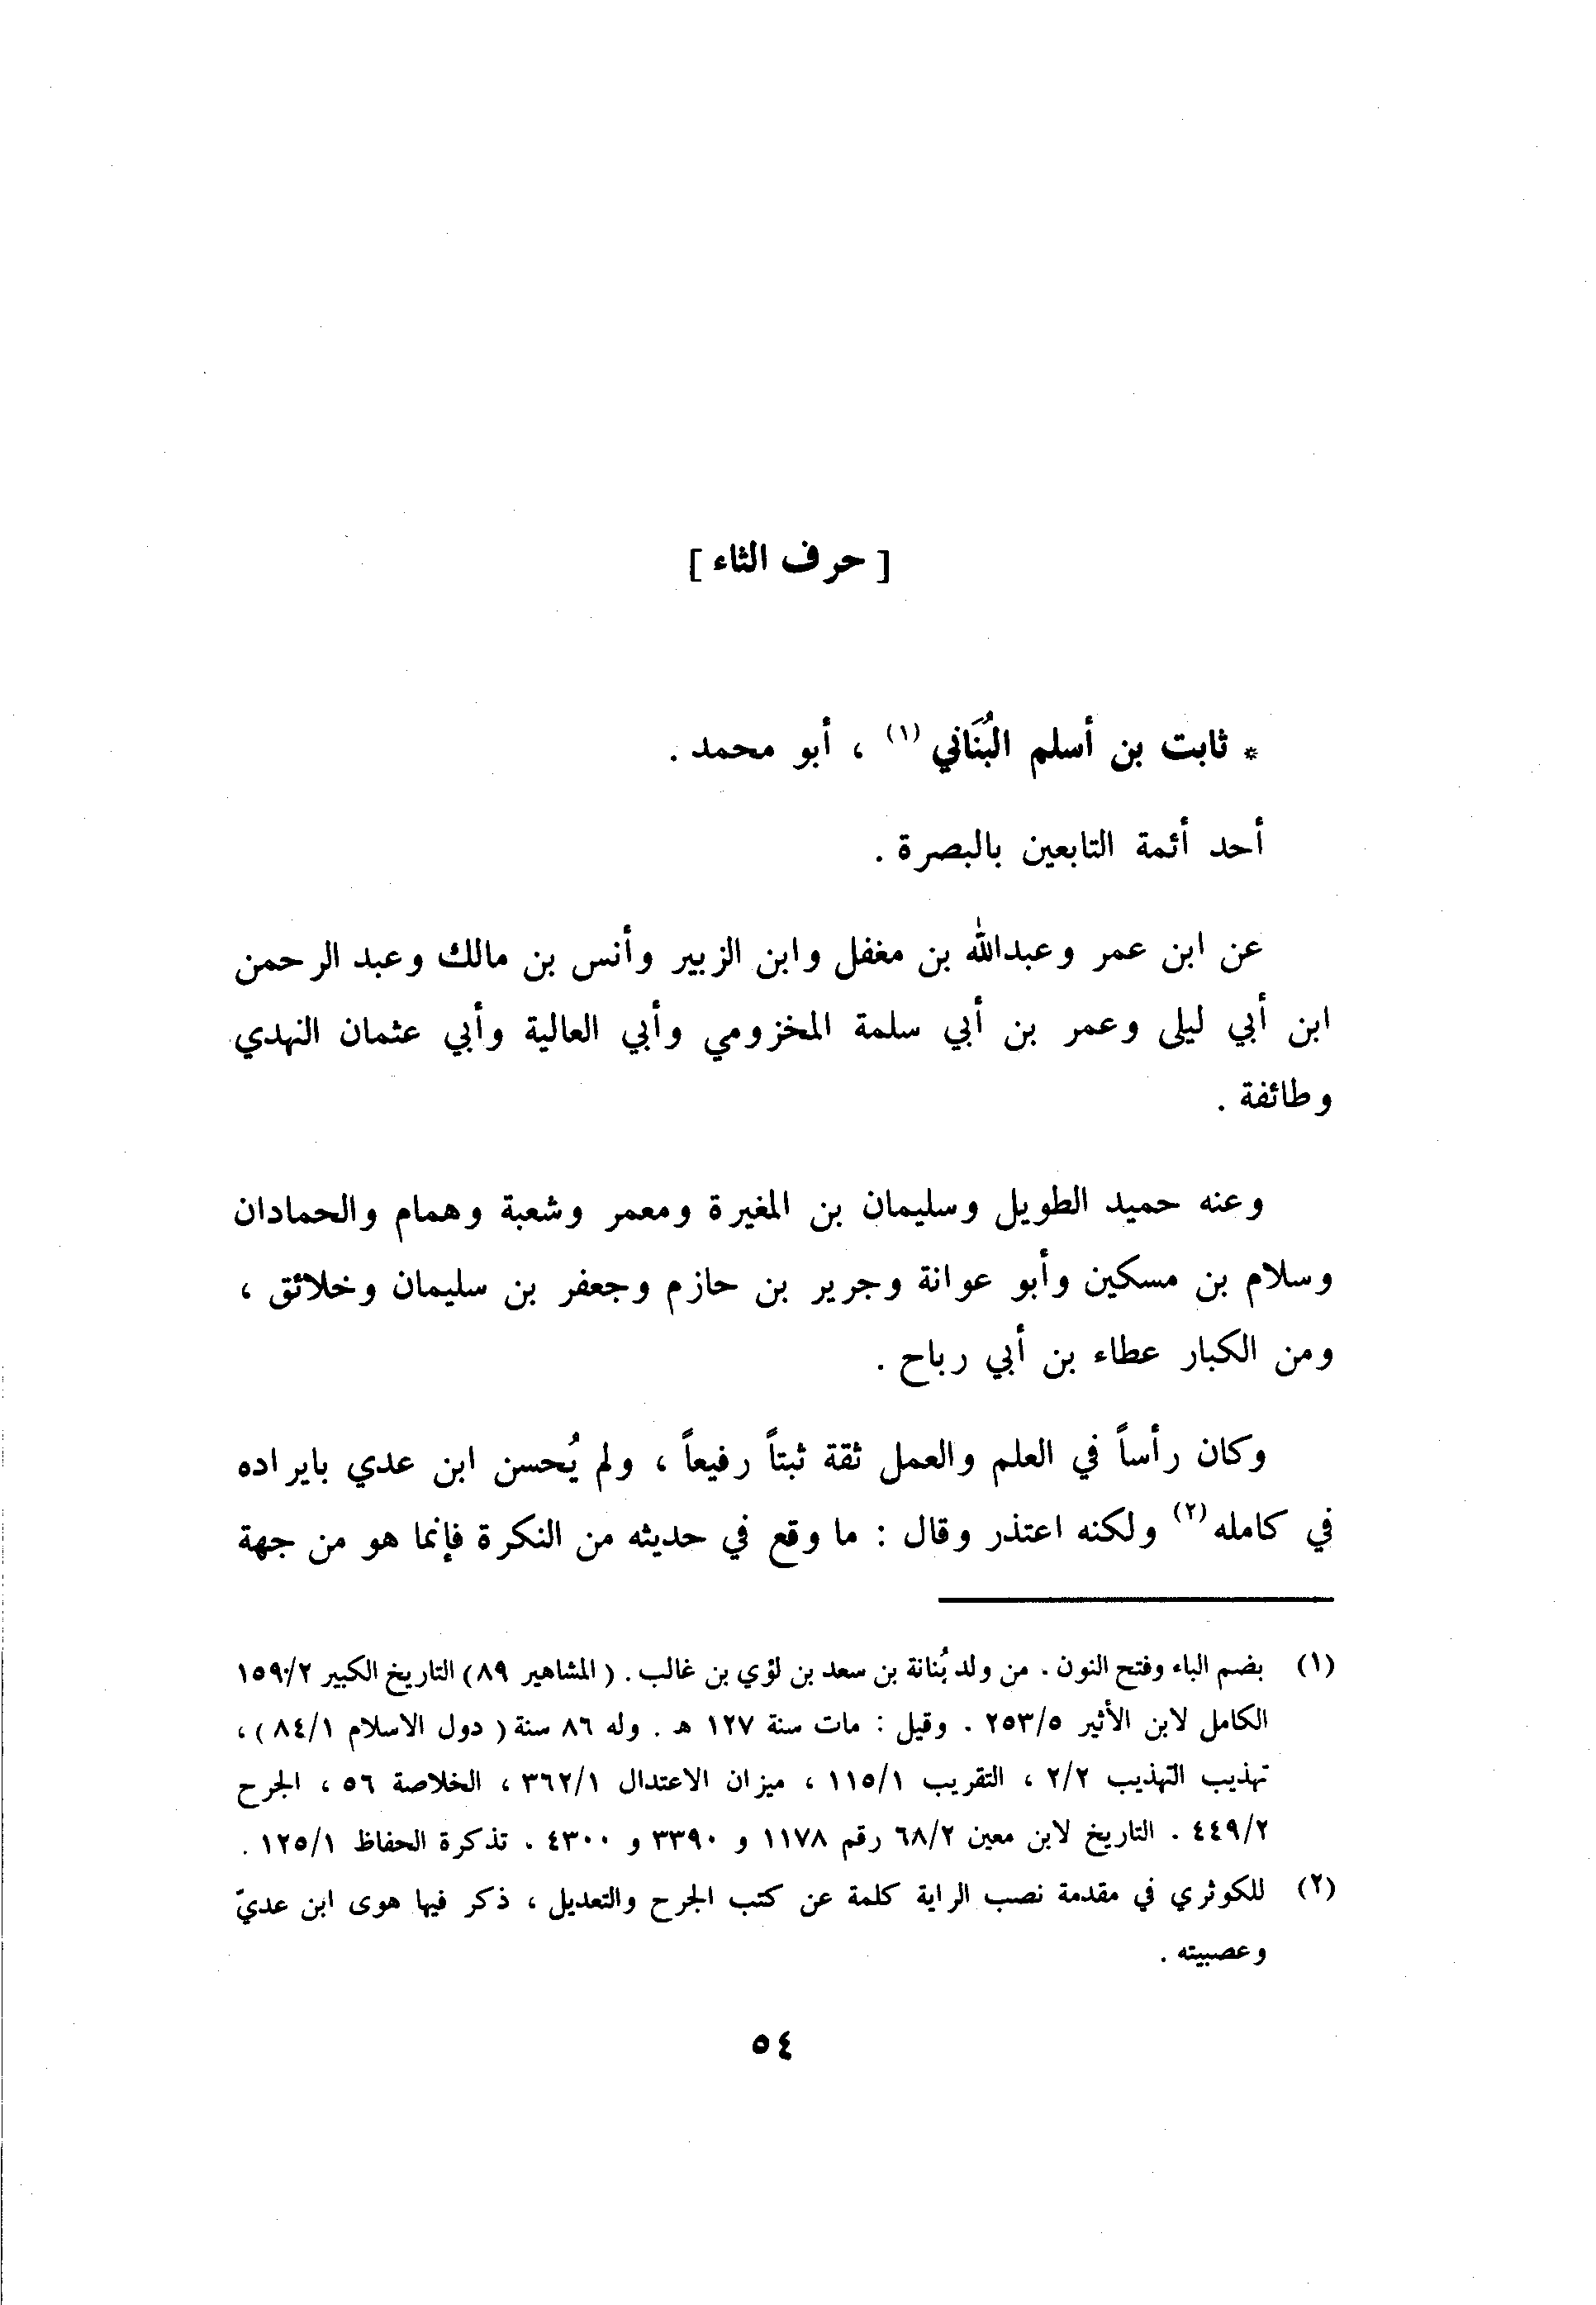 [ حرف الثاء ]
* ثابت بن أسلم البُنَاني (١) ، أبو محمد .
أحد أئمة التابعين بالبصرة .
عن ابن عمر وعبدالله بن مغفل وابن الزبير وأنس بن مالك وعبد الرحمن
ابن أبي ليلى وعمر بن أبي سلمة المخزومي وأبي العالية وأبي عثمان النهدي
وطائفة .
وعنه حميد الطويل وسليمان بن المغيرة ومعمر وشعبة وهمام والحمادان
وسلام بن مسكين وأبو عوانة وجرير بن حازم وجعفر بن سليمان وخلائق ،
ومن الكبار عطاء بن أبي رباح .
وكان رأساً في العلم والعمل ثقة ثبتاً رفيعاً ، ولم يُحسن ابن عدي بايراده
في كامله (٢) ولكنه اعتذر وقال : ما وقع في حديثه من النكرة فإنما هو من جهة
(١) بضم الباء وفتح النون . من ولد بُنانة بن سعد بن لؤي بن غالب . ( المشاهير ٨٩ ) التاريخ الكبير ١٥٩/٢
الكامل لابن الأثير ٢٥٣/٥ . وقيل : مات سنة ١٢٧ هـ . وله ٨٦ سنة ( دول الاسلام ٨٤/١ ) ،
تهذيب التهذيب ٢/٢ ، التقريب ١١٥/١ ، ميزان الاعتدال ٣٦٢/١ ، الخلاصة ٥٦ ، الجرح
٤٤٩/٢ . التاريخ لابن معين ٦٨/٢ رقم ١١٧٨ و ٣٣٩٠ و ٤٣٠٠ . تذكرة الحفاظ ١٢٥/١ .
(٢) للكوثري في مقدمة نصب الراية كلمة عن كتب الجرح والتعديل ، ذكر فيها هوى ابن عديّ
وعصبيته .
٥٤